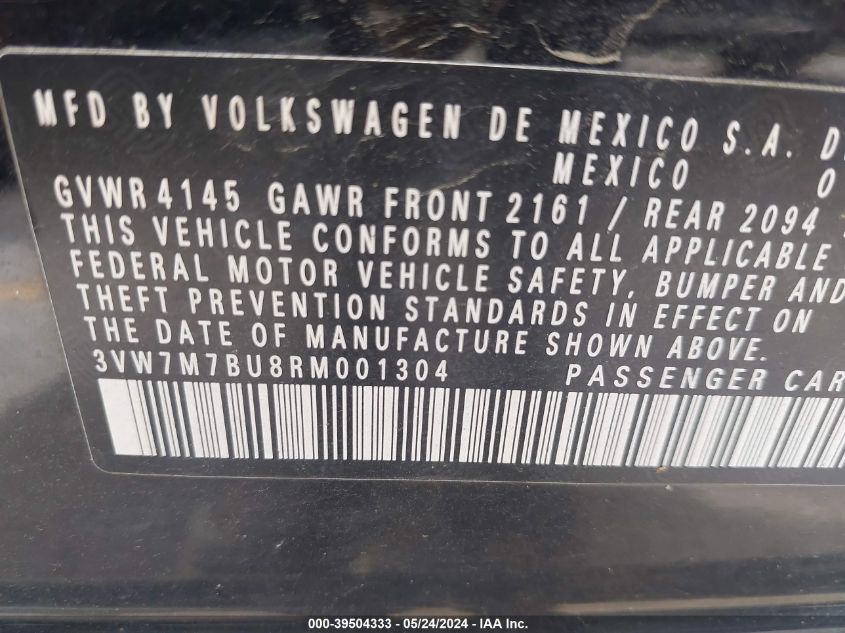 MFD BY VOLKSWAGEN DE MEXICO S.A. D
MEXICO 0
GVWR 4145 GAWR FRONT 2161 / REAR 2094
THIS VEHICLE CONFORMS TO ALL APPLICABLE
FEDERAL MOTOR VEHICLE SAFETY, BUMPER AND
THEFT PREVENTION STANDARDS IN EFFECT ON
THE DATE OF MANUFACTURE SHOWN ABOVE.
3VW7M7BU8RM001304 PASSENGER CAR
000-39504333 - 05/24/2024 - IAA Inc.